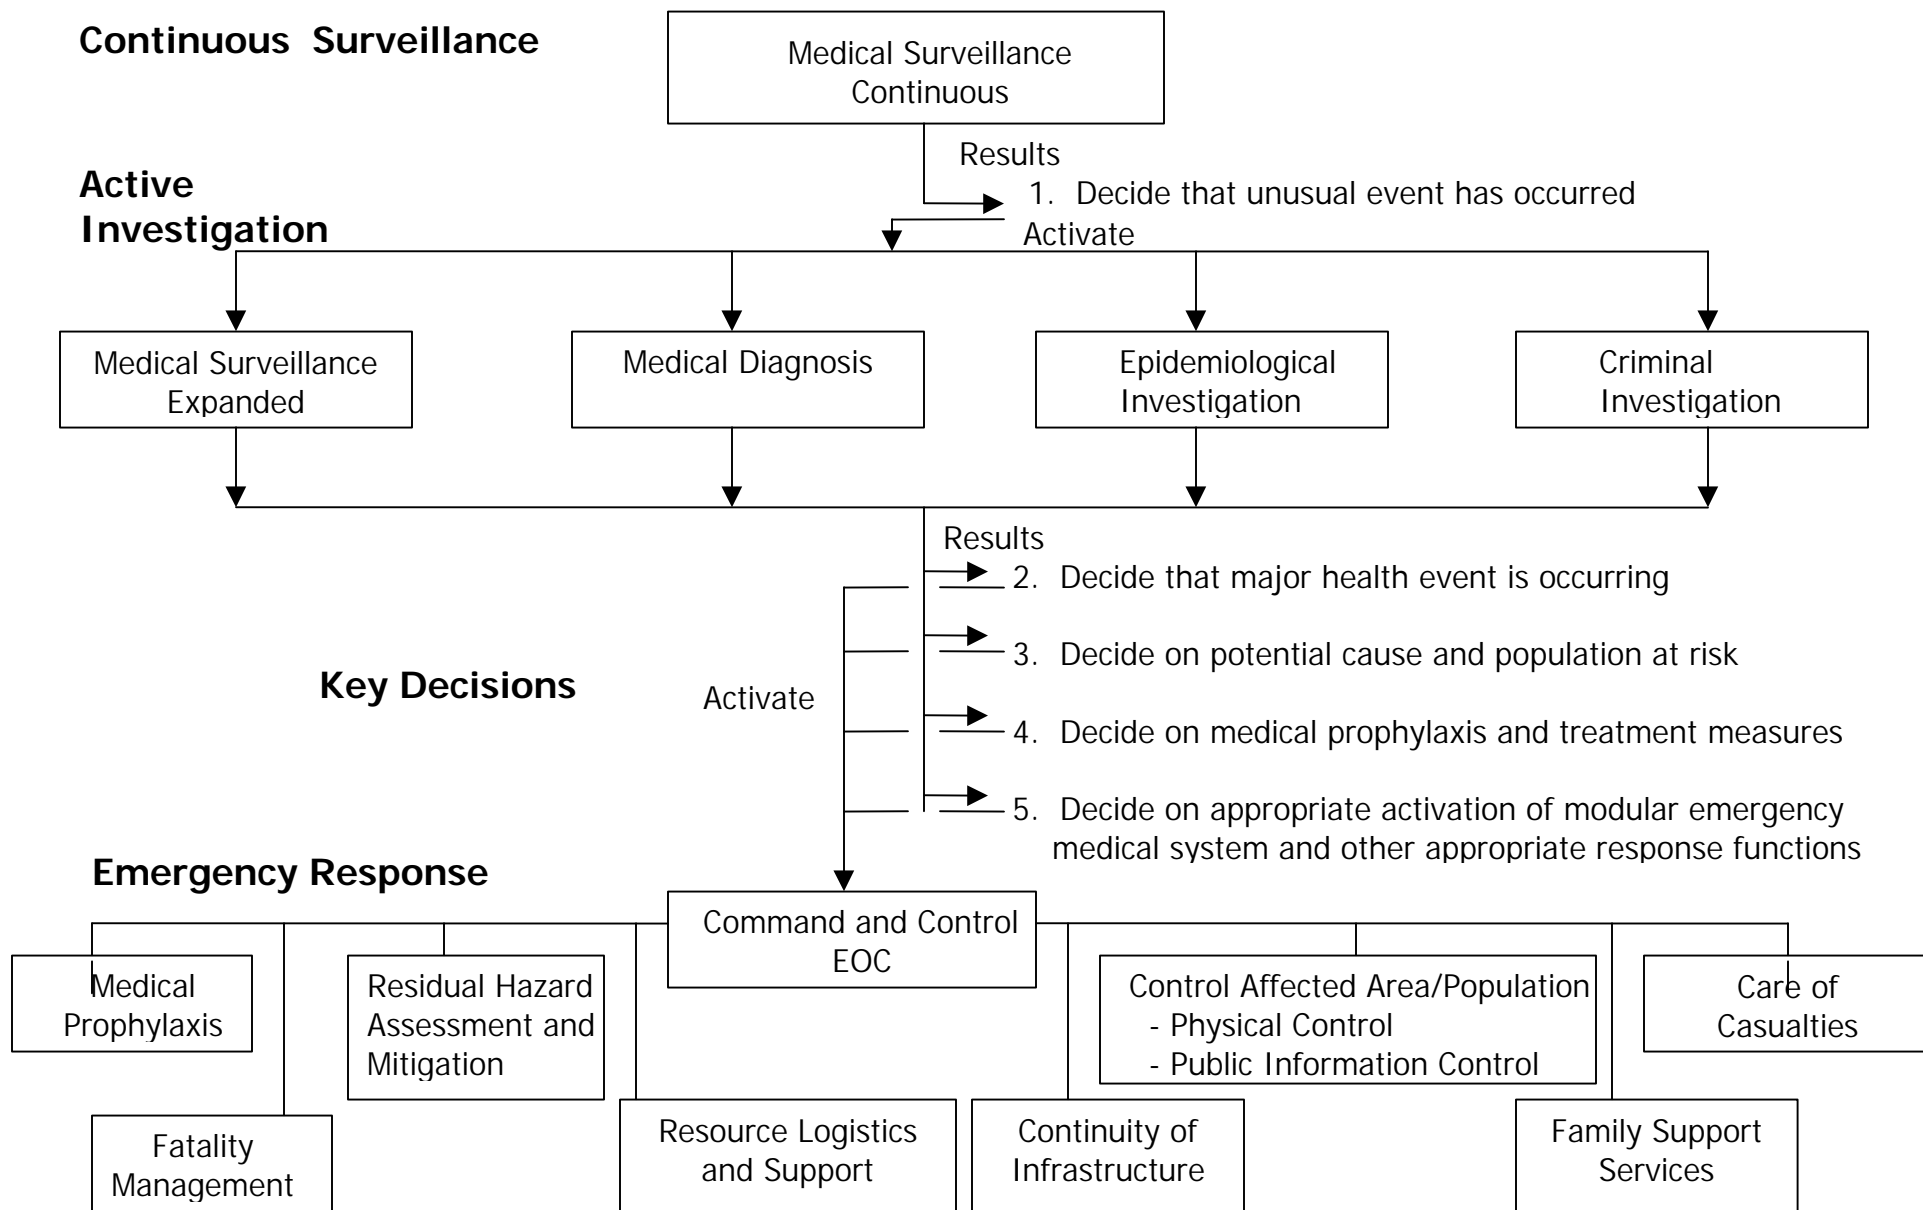 Continuous Surveillance
Medical Surveillance
Continuous
Results
1. Decide that unusual event has occurred
Activate
Active
Investigation
Medical Surveillance
Expanded
Medical Diagnosis
Epidemiological
Investigation
Criminal
Investigation
Results
2. Decide that major health event is occurring
3. Decide on potential cause and population at risk
Key Decisions
Activate
4. Decide on medical prophylaxis and treatment measures
5. Decide on appropriate activation of modular emergency
medical system and other appropriate response functions
Emergency Response
Command and Control
EOC
Medical
Prophylaxis
Residual Hazard
Assessment and
Mitigation
Control Affected Area/Population
- Physical Control
- Public Information Control
Care of
Casualties
Fatality
Management
Resource Logistics
and Support
Continuity of
Infrastructure
Family Support
Services